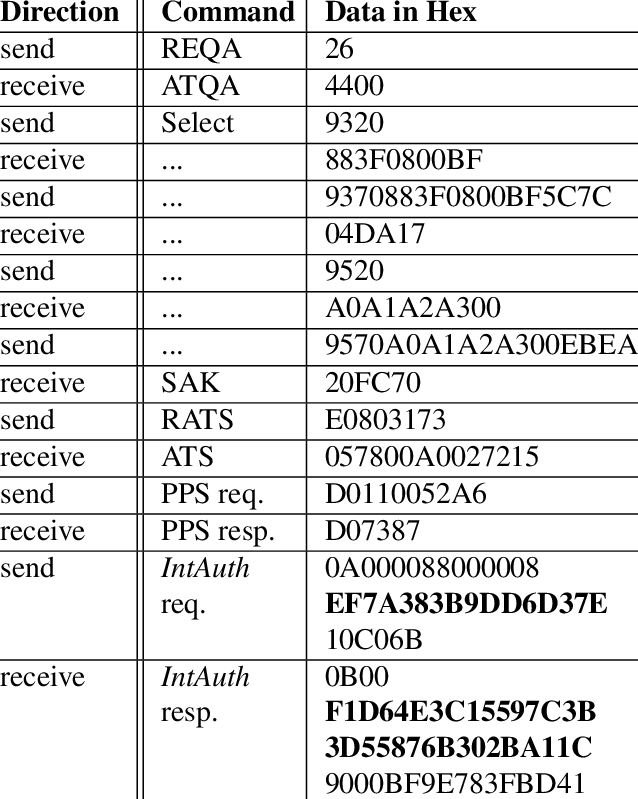 Direction Command Data in Hex
send REQA 26
receive ATQA 4400
send Select 9320
receive ... 883F0800BF
send ... 9370883F0800BF5C7C
receive ... 04DA17
send ... 9520
receive ... A0A1A2A300
send ... 9570A0A1A2A300EBEA
receive SAK 20FC70
send RATS E0803173
receive ATS 057800A0027215
send PPS req. D0110052A6
receive PPS resp. D07387
send IntAuth 0A000088000008
req. EF7A383B9DD6D37E
10C06B
receive IntAuth 0B00
resp. F1D64E3C15597C3B
3D55876B302BA11C
9000BF9E783FBD41